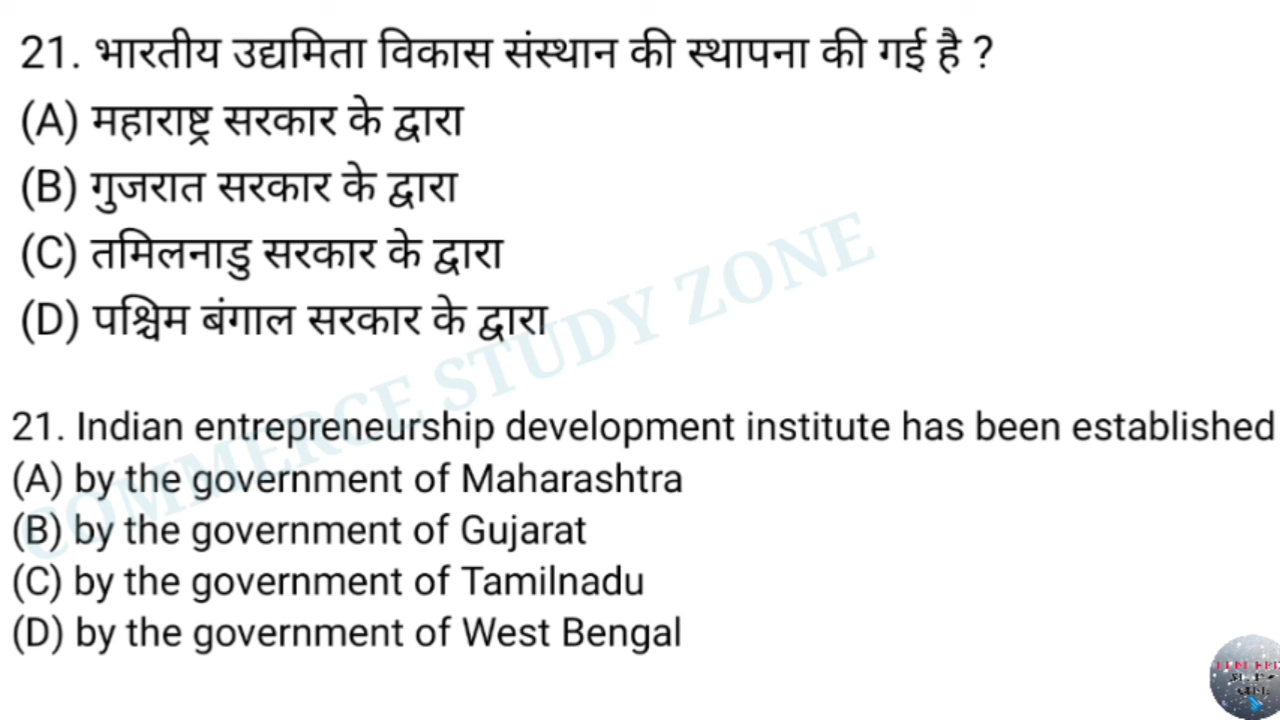 21. भारतीय उद्यमिता विकास संस्थान की स्थापना की गई है ?
(A) महाराष्ट्र सरकार के द्वारा
(B) गुजरात सरकार के द्वारा
(C) तमिलनाडु सरकार के द्वारा
(D) पश्चिम बंगाल सरकार के द्वारा
COMMERCE STUDY ZONE
21. Indian entrepreneurship development institute has been established
(A) by the government of Maharashtra
(B) by the government of Gujarat
(C) by the government of Tamilnadu
(D) by the government of West Bengal